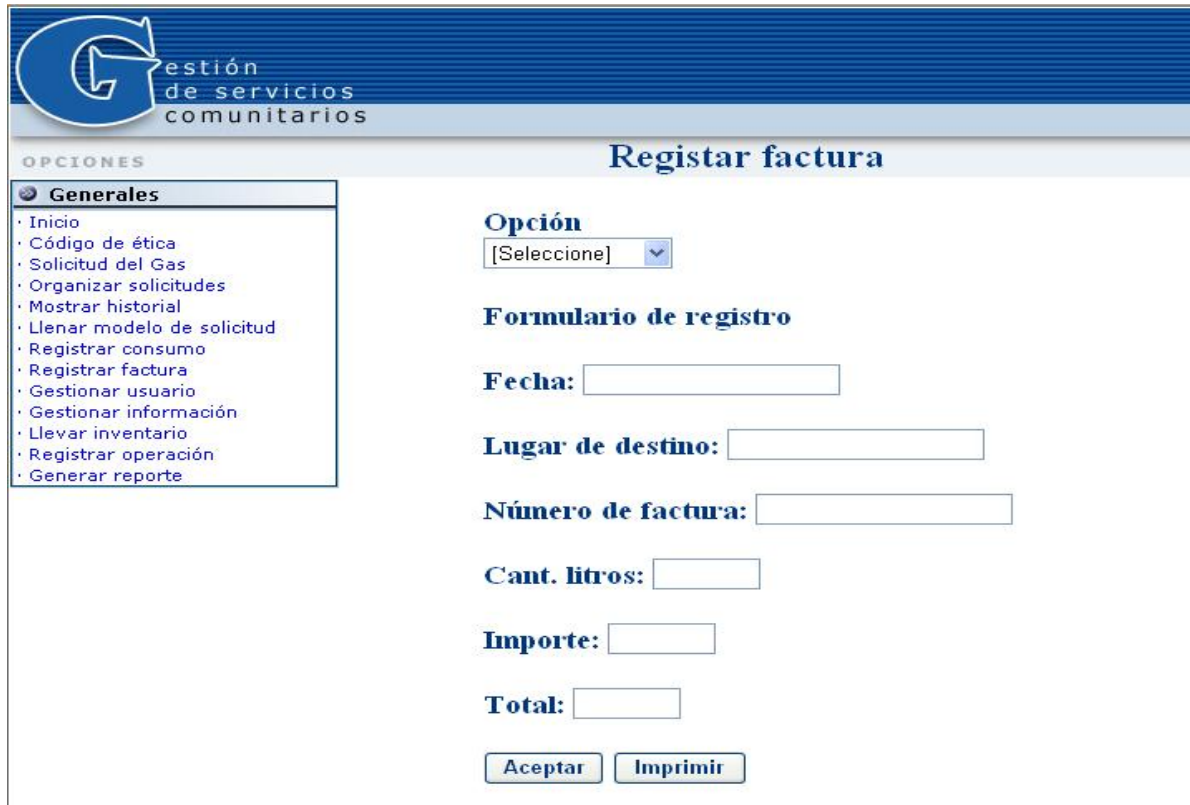 Gestión
de servicios
comunitarios
OPCIONES
Registar factura
Generales
· Inicio
· Código de ética
· Solicitud del Gas
· Organizar solicitudes
· Mostrar historial
· Llenar modelo de solicitud
· Registrar consumo
· Registrar factura
· Gestionar usuario
· Gestionar información
· Llevar inventario
· Registrar operación
· Generar reporte
Opción
[Seleccione]
Formulario de registro
Fecha:
Lugar de destino:
Número de factura:
Cant. litros:
Importe:
Total:
Aceptar Imprimir